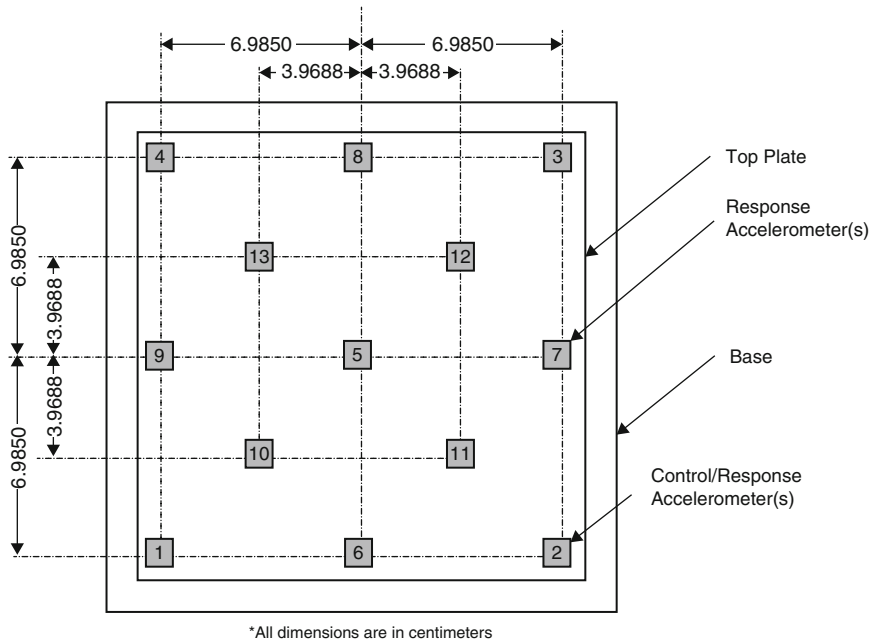 6.9850 6.9850
3.9688 3.9688
4 8 3
Top Plate
Response
Accelerometer(s)
6.9850
3.9688
13 12
9 5 7
Base
6.9850
3.9688
10 11
Control/Response
Accelerometer(s)
1 6 2
*All dimensions are in centimeters